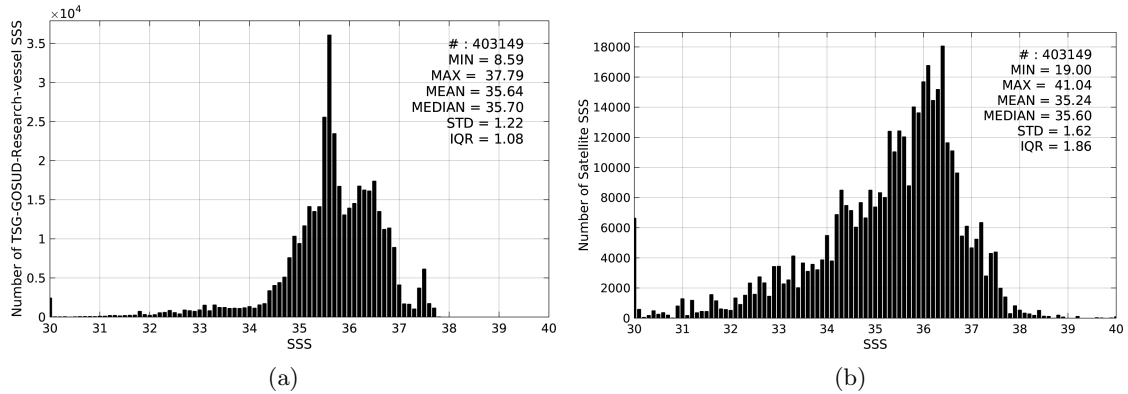 ×10⁴
3.5
3
2.5
2
1.5
1
0.5
0
Number of TSG-GOSUD-Research-vessel SSS
# : 403149
MIN = 8.59
MAX = 37.79
MEAN = 35.64
MEDIAN = 35.70
STD = 1.22
IQR = 1.08
30 31 32 33 34 35 36 37 38 39 40
SSS
(a)
18000
16000
14000
12000
10000
8000
6000
4000
2000
0
Number of Satellite SSS
# : 403149
MIN = 19.00
MAX = 41.04
MEAN = 35.24
MEDIAN = 35.60
STD = 1.62
IQR = 1.86
30 31 32 33 34 35 36 37 38 39 40
SSS
(b)